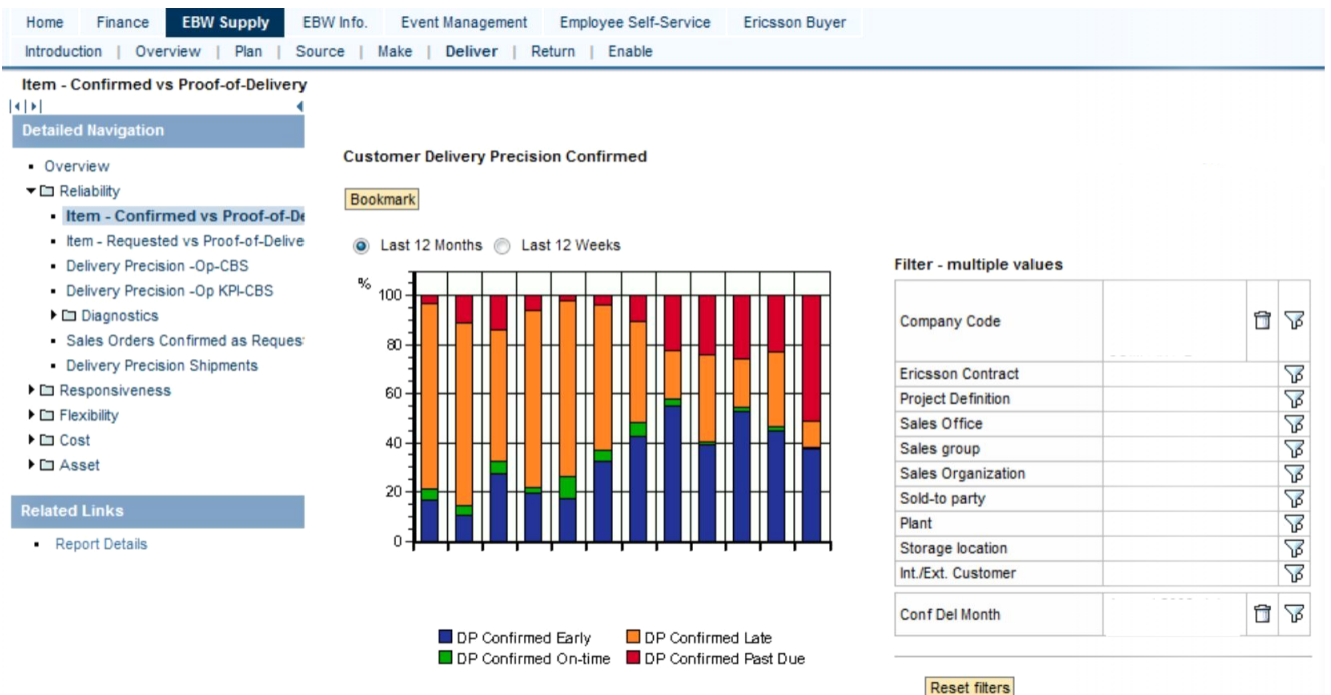 Home Finance EBW Supply EBW Info. Event Management Employee Self-Service Ericsson Buyer
Introduction | Overview | Plan | Source | Make | Deliver | Return | Enable
Item - Confirmed vs Proof-of-Delivery
Detailed Navigation
Overview
Reliability
Item - Confirmed vs Proof-of-De
Item - Requested vs Proof-of-Delive
Delivery Precision -Op-CBS
Delivery Precision -Op KPI-CBS
Diagnostics
Sales Orders Confirmed as Reques
Delivery Precision Shipments
Responsiveness
Flexibility
Cost
Asset
Related Links
Report Details
Customer Delivery Precision Confirmed
Bookmark
Last 12 Months Last 12 Weeks
%
100
80
60
40
20
0
DP Confirmed Early DP Confirmed Late
DP Confirmed On-time DP Confirmed Past Due
Filter - multiple values
Company Code
Ericsson Contract
Project Definition
Sales Office
Sales group
Sales Organization
Sold-to party
Plant
Storage location
Int./Ext. Customer
Conf Del Month
Reset filters